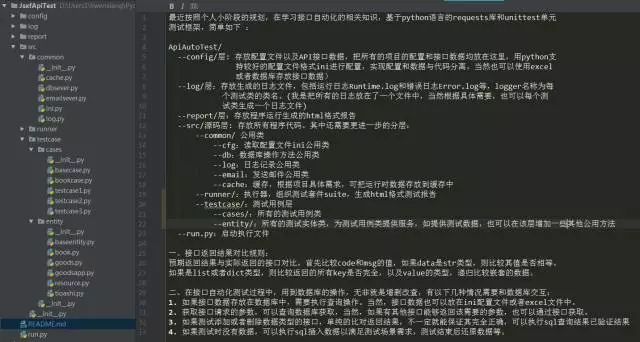 JsxfApiTest
config
log
report
src
common
__init__.py
cache.py
dbserver.py
emailsever.py
ini.py
log.py
runner
testcase
cases
__init__.py
basecase.py
bookcase.py
testcase1.py
testcase2.py
testcase3.py
entity
__init__.py
baseentity.py
book.py
goods.py
goodsapp.py
resource.py
tioashi.py
__init__.py
__init__.py
README.md
run.py
最近按照个人小阶段的规划，在学习接口自动化的相关知识，基于python语言的requests库和unittest单元
测试框架，简单如下 ：
ApiAutoTest/
--config/层: 存放配置文件以及API接口数据，把所有的项目的配置和接口数据均放在这里，用python支
持较好的配置文件格式ini进行配置，实现配置和数据与代码分离，当然也可以使用excel
或者数据库存放接口数据)
--log/层: 存放生成的日志文件，包括运行日志Runtime.log和错误日志Error.log等，logger名称为每
个测试类的类名，(我是把所有的日志放在了一个文件中，当然根据具体需要，也可以每个测
试类生成一个日志文件)
--report/层: 存放程序运行生成的html格式报告
--src/源码层: 存放所有程序代码，其中还需要更进一步的分层:
--common/ 公用类
--cfg: 读取配置文件ini公用类
--db: 数据库操作方法公用类
--log: 日志记录公用类
--email: 发送邮件公用类
--cache: 缓存，根据项目具体需求，可把运行时数据存放到缓存中
--runner/: 执行器，组织测试套件suite，生成html格式测试报告
--testcase/: 测试用例层
--cases/: 所有的测试用例类
--entity/: 所有的测试实体类，为测试用例类提供服务，如提供测试数据，也可以在该层增加一些其他公用方法
--run.py: 启动执行文件
一、接口返回结果对比规则:
预期返回结果与实际返回的接口对比，首先比较code和msg的值，如果data是str类型，则比较其值是否相等。
如果是list或者dict类型，则比较返回的所有key是否完全，以及value的类型，递归比较嵌套的数据。
二、在接口自动化测试过程中，用到数据库的操作，无非就是增删改查，有以下几种情况需要和数据库交互:
1. 如果接口数据存放在数据库中，需要执行查询操作，当然，接口数据也可以放在ini配置文件或者excel文件中.
2. 获取接口请求的参数，可以查询数据库获取，当然，如果有其他接口能够返回该需要的参数，也可以通过接口获取.
3. 如果测试添加或者删除数据类型的接口，单纯的比对返回结果，不一定就能保证其完全正确，可以执行sql查询结果已验证结果
4. 如果测试时没有数据，可以执行sql插入数据以满足测试场景需求，测试结束后还原数据等.